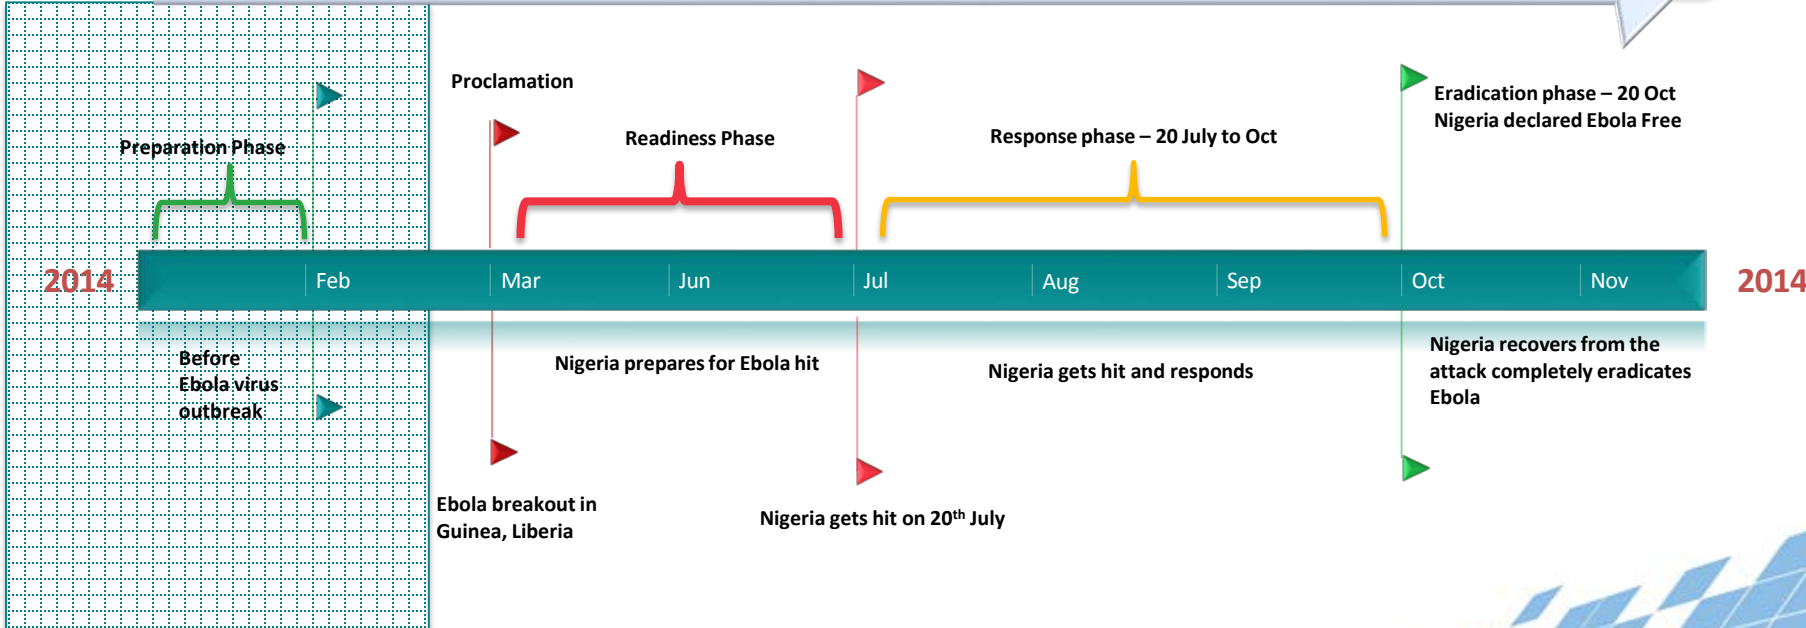 Proclamation
Eradication phase – 20 Oct
Nigeria declared Ebola Free
Preparation Phase
Readiness Phase
Response phase – 20 July to Oct
2014
Feb
Mar
Jun
Jul
Aug
Sep
Oct
Nov
2014
Before
Ebola virus
outbreak
Nigeria prepares for Ebola hit
Nigeria gets hit and responds
Nigeria recovers from the
attack completely eradicates
Ebola
Ebola breakout in
Guinea, Liberia
Nigeria gets hit on 20th July